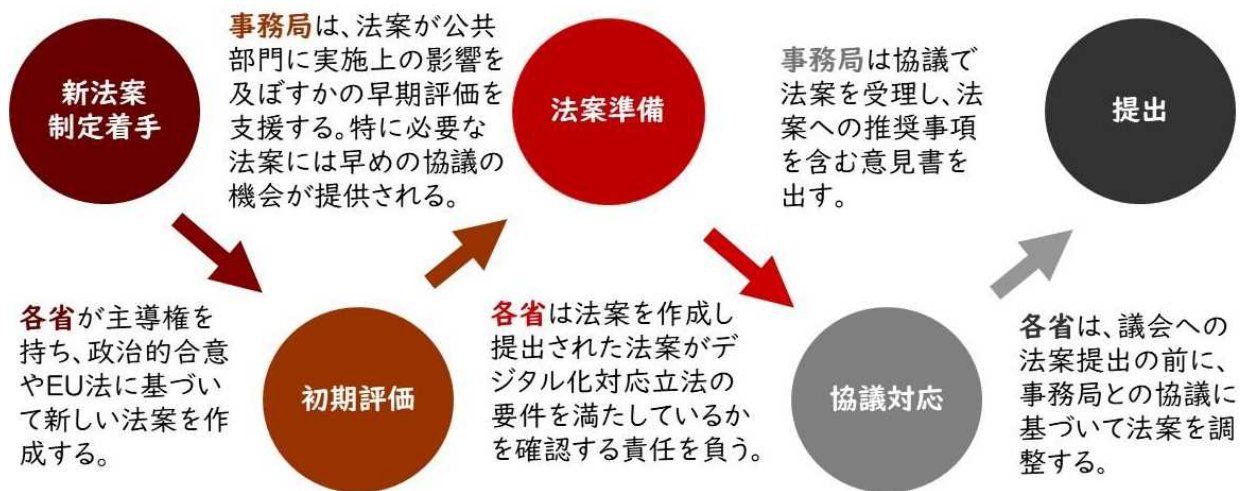 新法案
制定着手
各省が主導権を
持ち、政治的合意
やEU法に基づい
て新しい法案を作
成する。
事務局は、法案が公共
部門に実施上の影響を
及ぼすかの早期評価を
支援する。特に必要な
法案には早めの協議の
機会が提供される。
初期評価
法案準備
各省は法案を作成し
提出された法案がデ
ジタル化対応立法の
要件を満たしているか
を確認する責任を負う。
事務局は協議で
法案を受理し、法
案への推奨事項
を含む意見書を
出す。
協議対応
提出
各省は、議会への
法案提出の前に、
事務局との協議に
基づいて法案を調
整する。